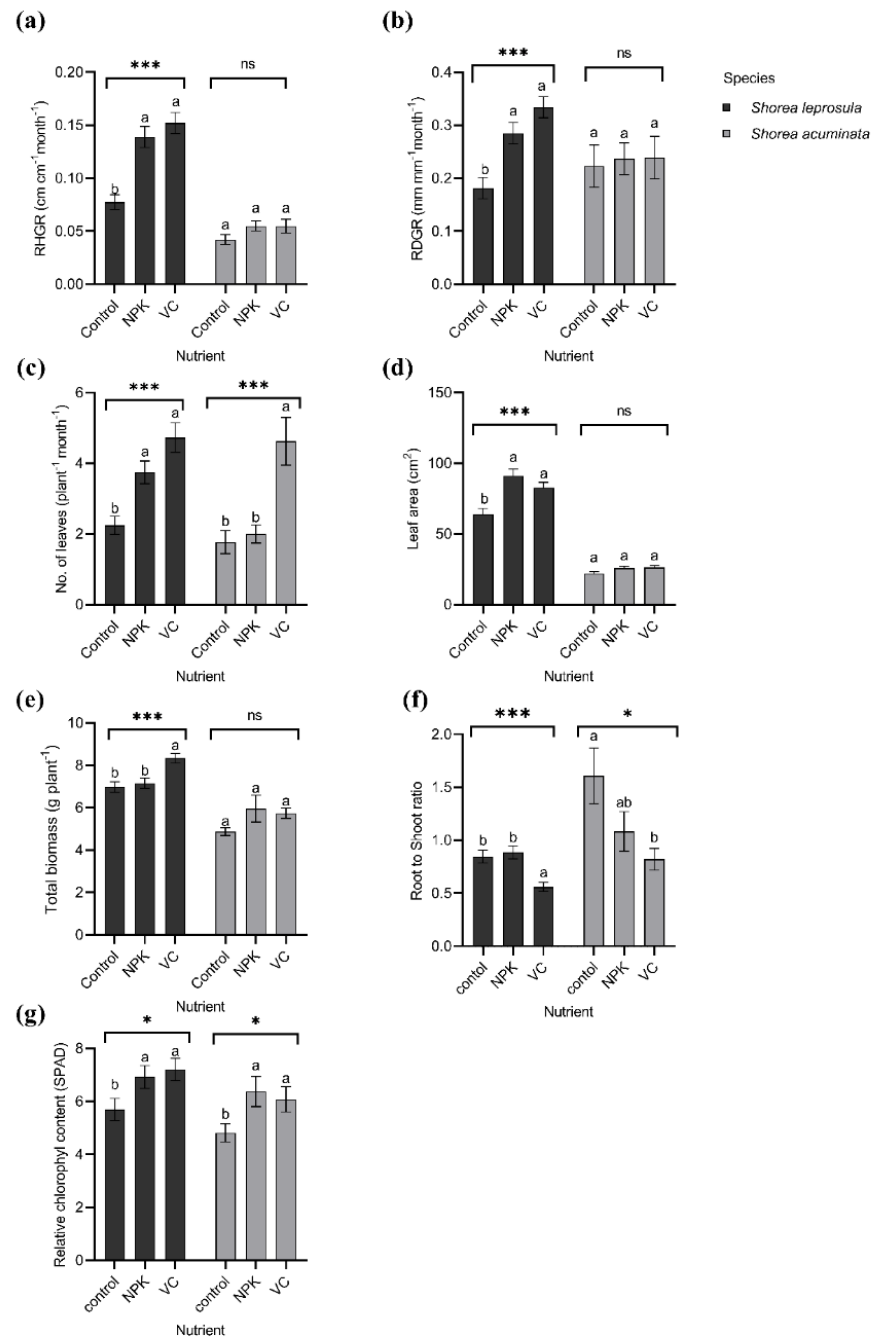 (a)
RHGR (cm cm⁻¹month⁻¹)
0.20
0.15
0.10
0.05
0.00
***
ns
b
a
a
a
a
a
Control
NPK
VC
Control
NPK
VC
Nutrient
(b)
RDGR (mm mm⁻¹month⁻¹)
0.4
0.3
0.2
0.1
0.0
***
ns
b
a
a
a
a
a
Control
NPK
VC
Control
NPK
VC
Nutrient
Species
Shorea leprosula
Shorea acuminata
(c)
No. of leaves (plant⁻¹ month⁻¹)
6
4
2
0
***
***
b
a
a
b
b
a
Control
NPK
VC
Control
NPK
VC
Nutrient
(d)
Leaf area (cm²)
150
100
50
0
***
ns
b
a
a
a
a
a
Control
NPK
VC
Control
NPK
VC
Nutrient
(e)
Total biomass (g plant⁻¹)
10
8
6
4
2
0
***
ns
b
b
a
a
a
a
Control
NPK
VC
Control
NPK
VC
Nutrient
(f)
Root to Shoot ratio
2.0
1.5
1.0
0.5
0.0
***
*
b
b
a
a
ab
b
contol
NPK
VC
contol
NPK
VC
Nutrient
(g)
Relative chlorophyl content (SPAD)
8
6
4
2
0
*
*
b
a
a
b
a
a
control
NPK
VC
control
NPK
VC
Nutrient